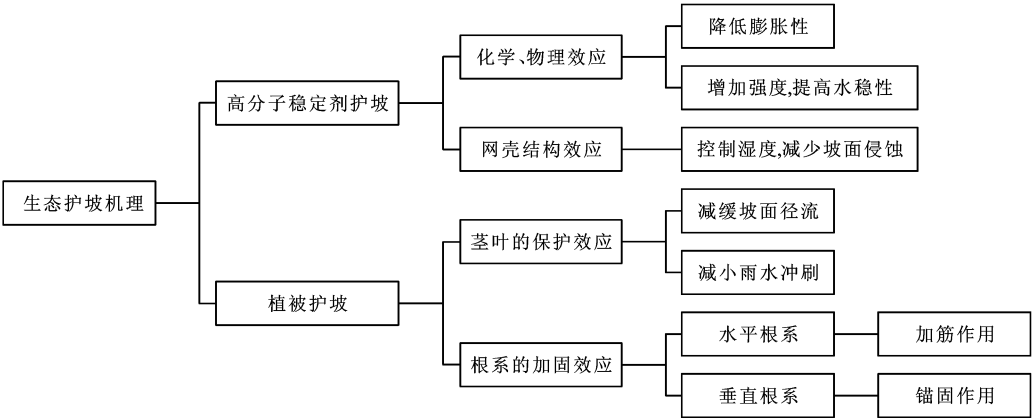 降低膨胀性
化学、物理效应
增加强度,提高水稳性
高分子稳定剂护坡
网壳结构效应
控制湿度,减少坡面侵蚀
生态护坡机理
减缓坡面径流
茎叶的保护效应
减小雨水冲刷
植被护坡
水平根系
加筋作用
根系的加固效应
垂直根系
锚固作用